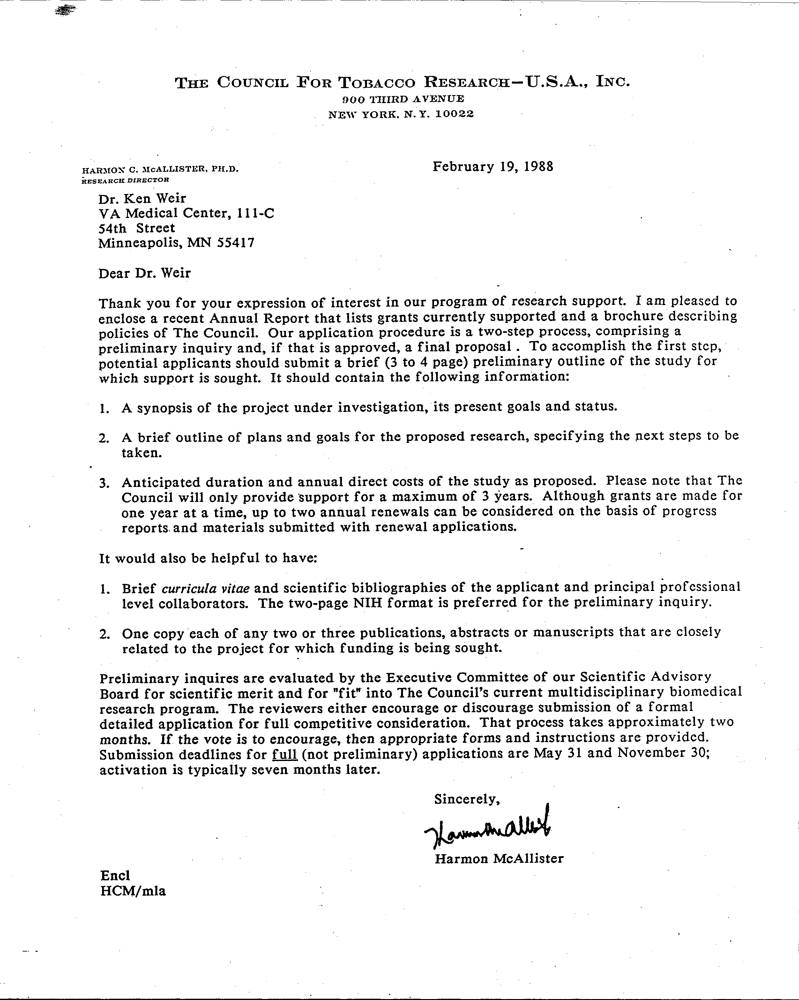 THE COUNCIL FOR TOBACCO RESEARCH—U.S.A., INC.
900 THIRD AVENUE
NEW YORK, N. Y. 10022
HARMON C. McALLISTER, PH.D.
RESEARCH DIRECTOR
February 19, 1988
Dr. Ken Weir
VA Medical Center, 111-C
54th Street
Minneapolis, MN 55417
Dear Dr. Weir
Thank you for your expression of interest in our program of research support. I am pleased to
enclose a recent Annual Report that lists grants currently supported and a brochure describing
policies of The Council. Our application procedure is a two-step process, comprising a
preliminary inquiry and, if that is approved, a final proposal . To accomplish the first step,
potential applicants should submit a brief (3 to 4 page) preliminary outline of the study for
which support is sought. It should contain the following information:
1. A synopsis of the project under investigation, its present goals and status.
2. A brief outline of plans and goals for the proposed research, specifying the next steps to be
taken.
3. Anticipated duration and annual direct costs of the study as proposed. Please note that The
Council will only provide support for a maximum of 3 years. Although grants are made for
one year at a time, up to two annual renewals can be considered on the basis of progress
reports and materials submitted with renewal applications.
It would also be helpful to have:
1. Brief curricula vitae and scientific bibliographies of the applicant and principal professional
level collaborators. The two-page NIH format is preferred for the preliminary inquiry.
2. One copy each of any two or three publications, abstracts or manuscripts that are closely
related to the project for which funding is being sought.
Preliminary inquires are evaluated by the Executive Committee of our Scientific Advisory
Board for scientific merit and for "fit" into The Council's current multidisciplinary biomedical
research program. The reviewers either encourage or discourage submission of a formal
detailed application for full competitive consideration. That process takes approximately two
months. If the vote is to encourage, then appropriate forms and instructions are provided.
Submission deadlines for full (not preliminary) applications are May 31 and November 30;
activation is typically seven months later.
Sincerely,
Harmon McAllister
Encl
HCM/mla